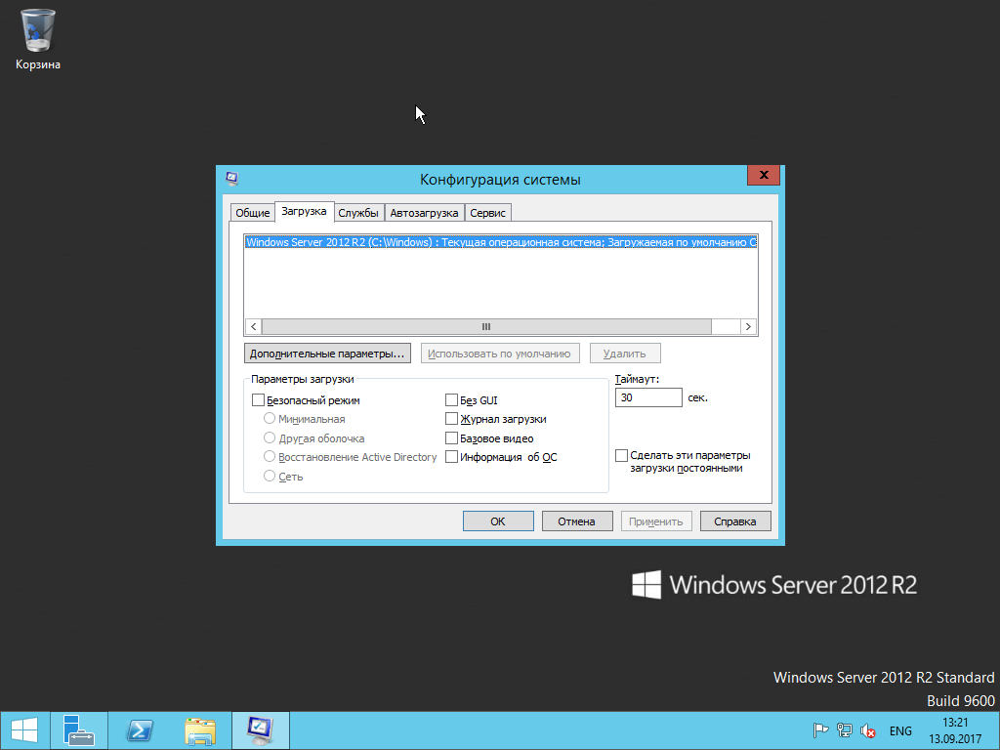 Корзина
Конфигурация системы
Общие
Загрузка
Службы
Автозагрузка
Сервис
Windows Server 2012 R2 (C:\Windows) : Текущая операционная система; Загружаемая по умолчанию
Дополнительные параметры...
Использовать по умолчанию
Удалить
Параметры загрузки
Таймаут:
Безопасный режим
Без GUI
30
сек.
Минимальная
Журнал загрузки
Другая оболочка
Базовое видео
Восстановление Active Directory
Информация об ОС
Сделать эти параметры
загрузки постоянными
Сеть
ОК
Отмена
Применить
Справка
Windows Server 2012 R2
Windows Server 2012 R2 Standard
Build 9600
ENG
13:21
13.09.2017